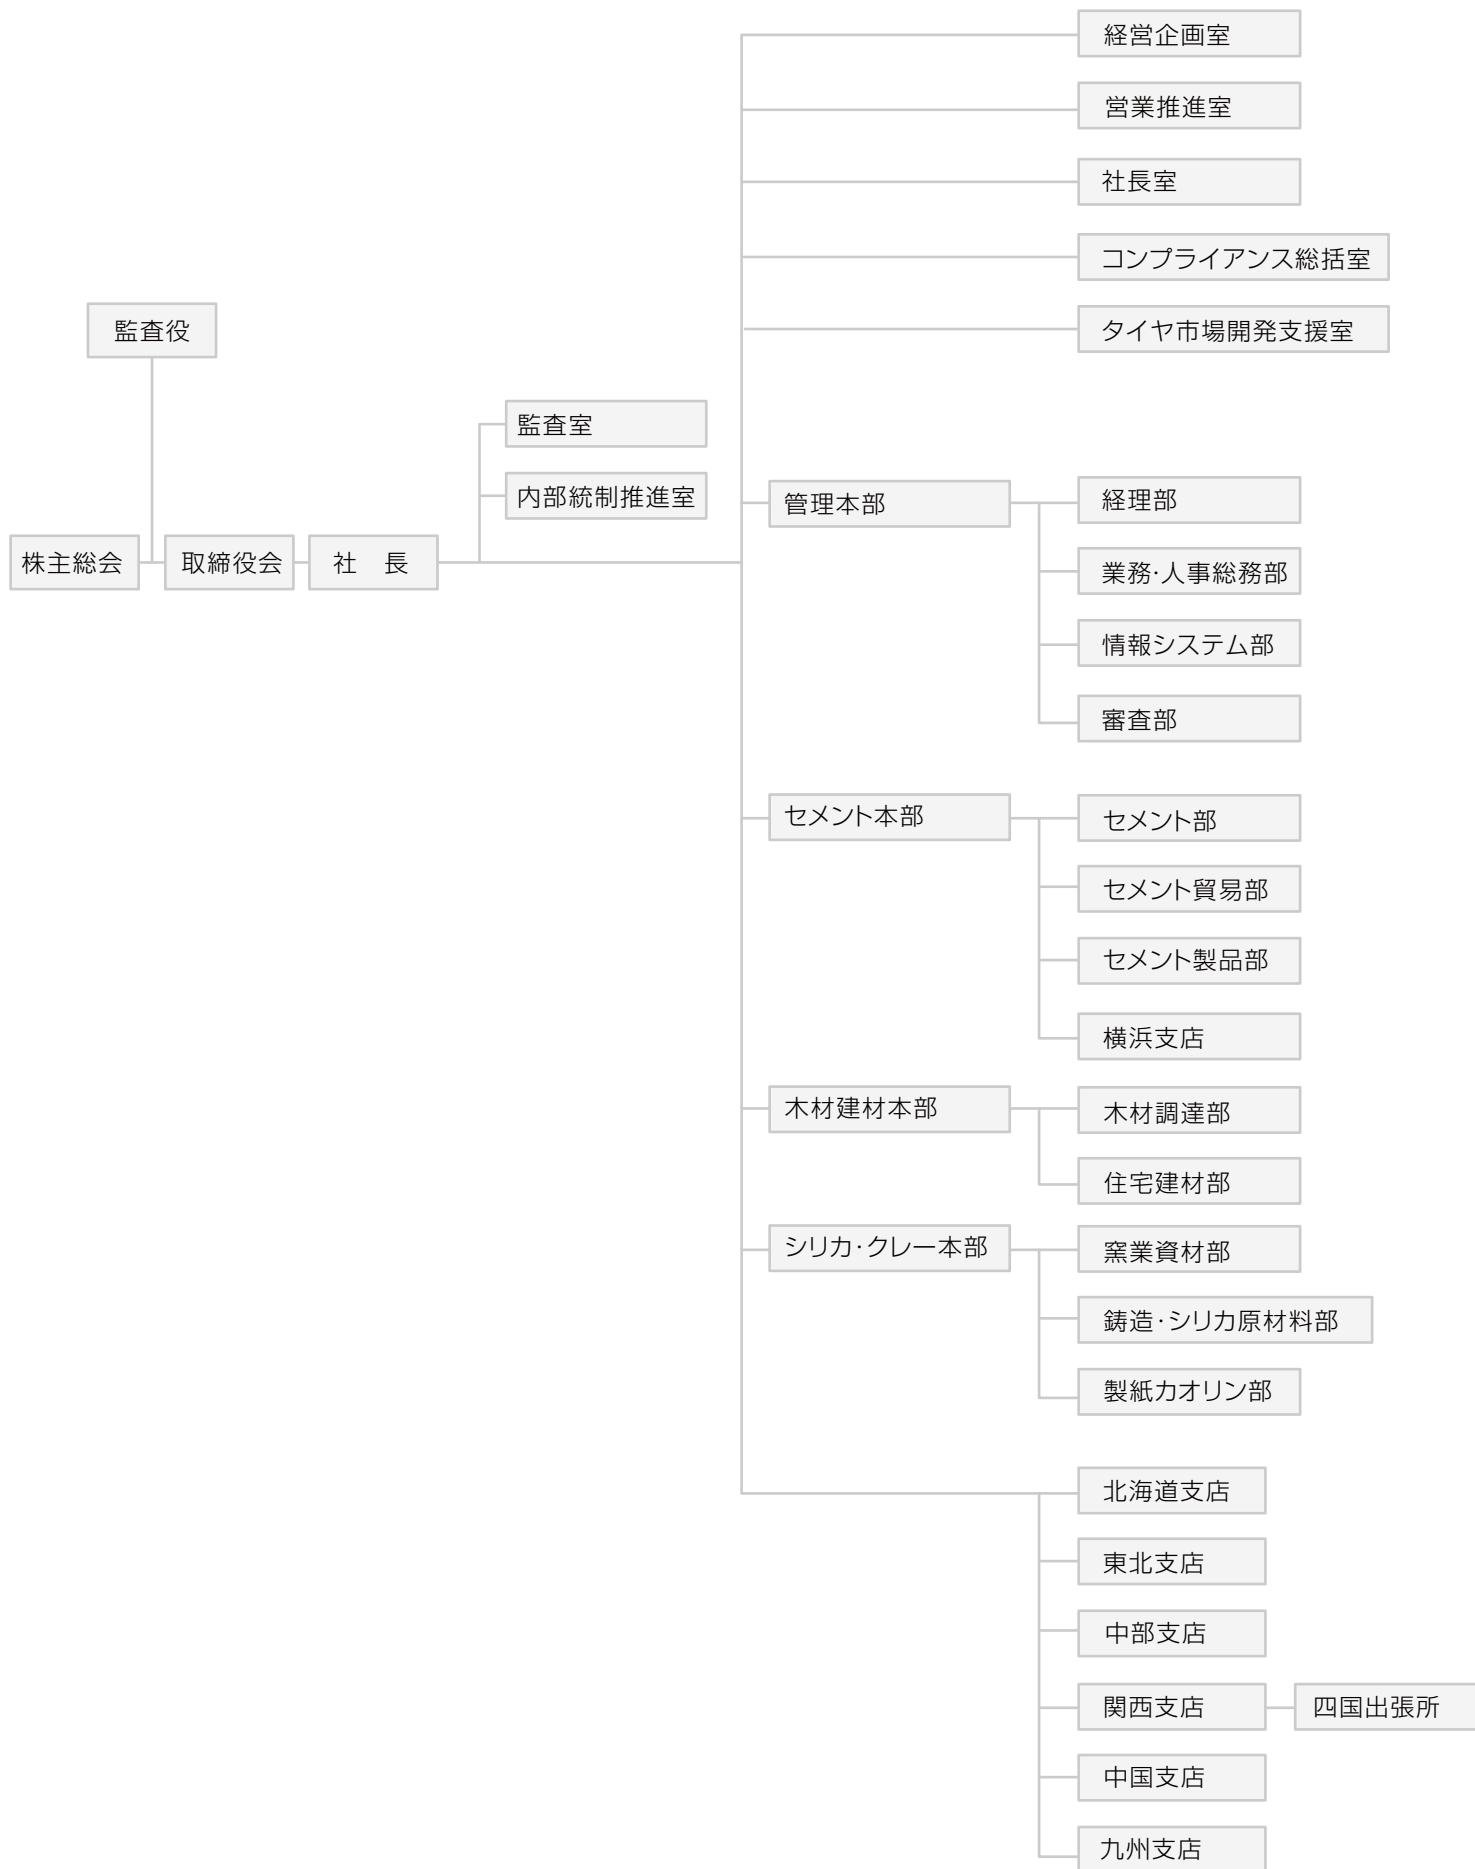 経営企画室
営業推進室
社長室
コンプライアンス総括室
タイヤ市場開発支援室
監査役
監査室
内部統制推進室
株主総会
取締役会
社　長
管理本部
経理部
業務・人事総務部
情報システム部
審査部
セメント本部
セメント部
セメント貿易部
セメント製品部
横浜支店
木材建材本部
木材調達部
住宅建材部
シリカ・クレー本部
窯業資材部
鋳造・シリカ原材料部
製紙カオリン部
北海道支店
東北支店
中部支店
関西支店
四国出張所
中国支店
九州支店